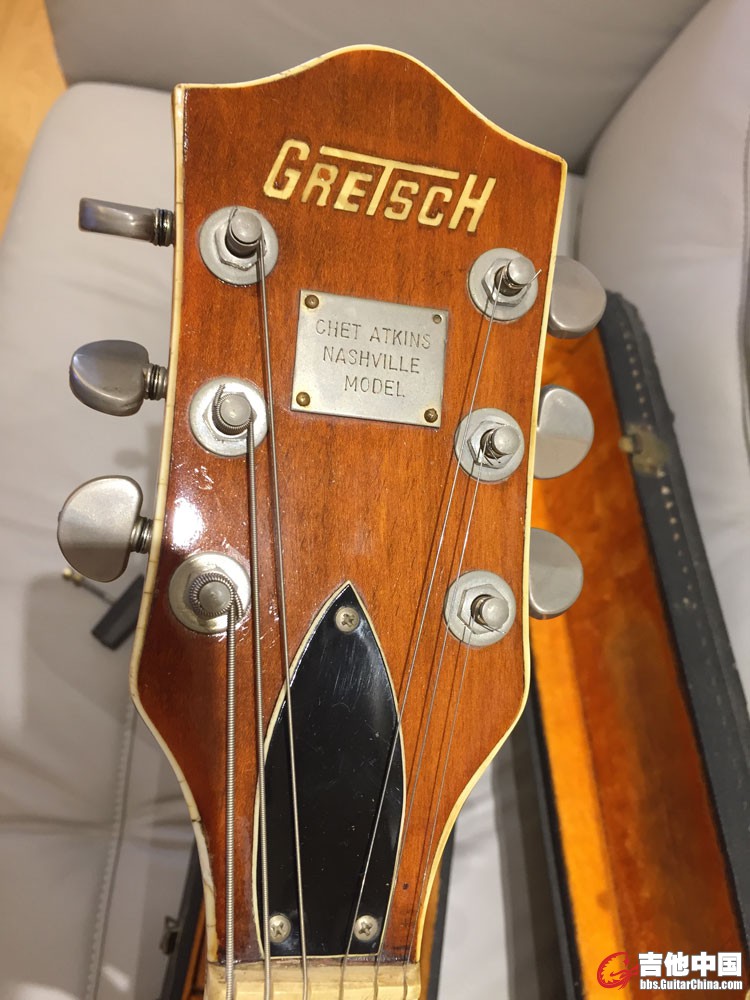 GRETSCH
CHET ATKINS
NASHVILLE
MODEL
吉他中国
bbs.GuitarChina.com